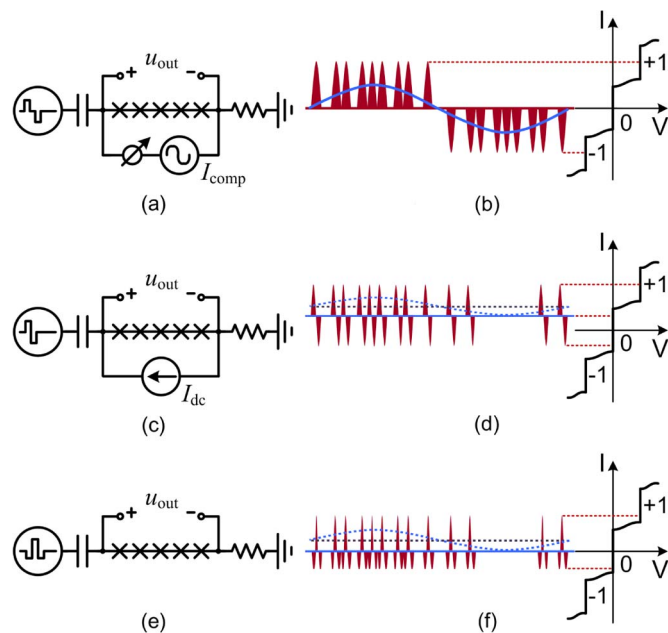 u_out
+ -
I_comp
(a)
I
+1
0
V
-1
(b)
u_out
+ -
I_dc
(c)
I
+1
0
V
-1
(d)
u_out
+ -
(e)
I
+1
0
V
-1
(f)